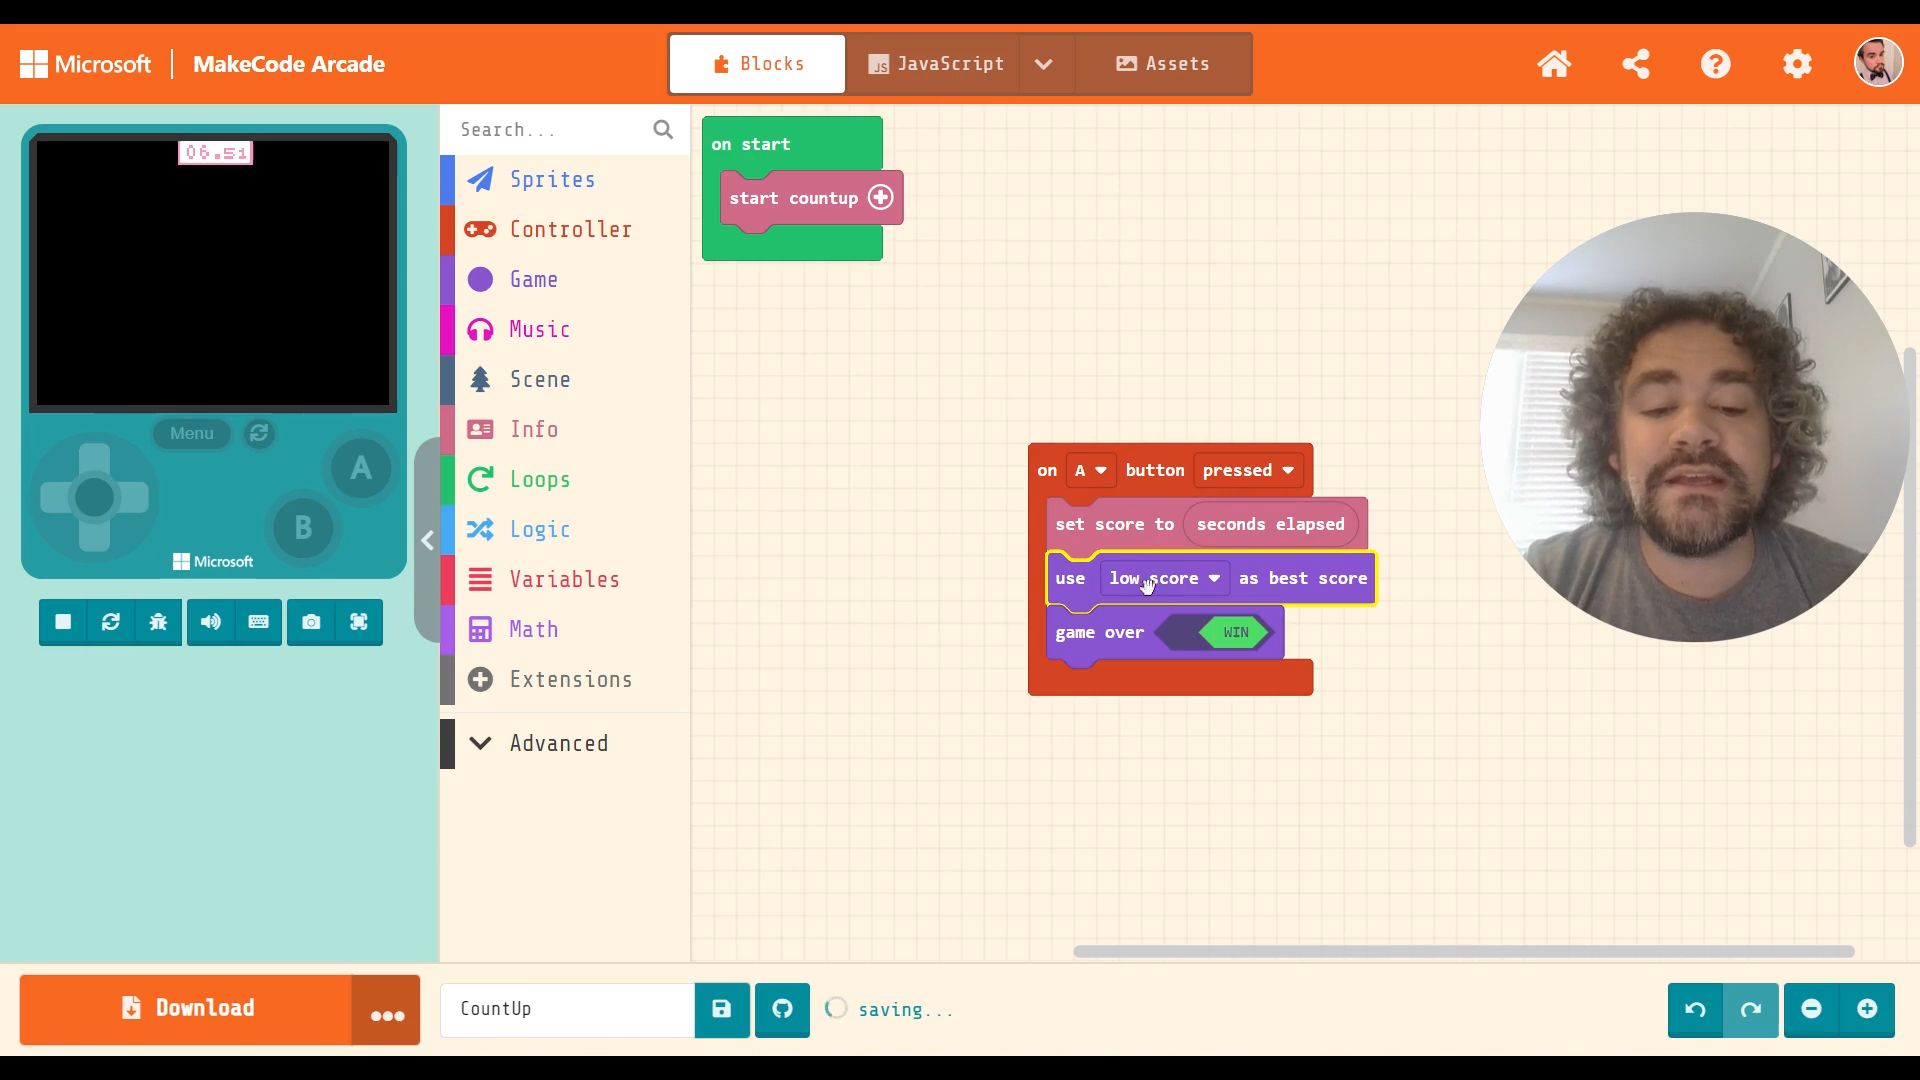 Microsoft MakeCode Arcade
Blocks
JS JavaScript
Assets
06.51
Menu
A
B
Microsoft
Search...
Sprites
Controller
Game
Music
Scene
Info
Loops
Logic
Variables
Math
Extensions
Advanced
on start
start countup
on A button pressed
set score to seconds elapsed
use low score as best score
game over WIN
Download
CountUp
saving...